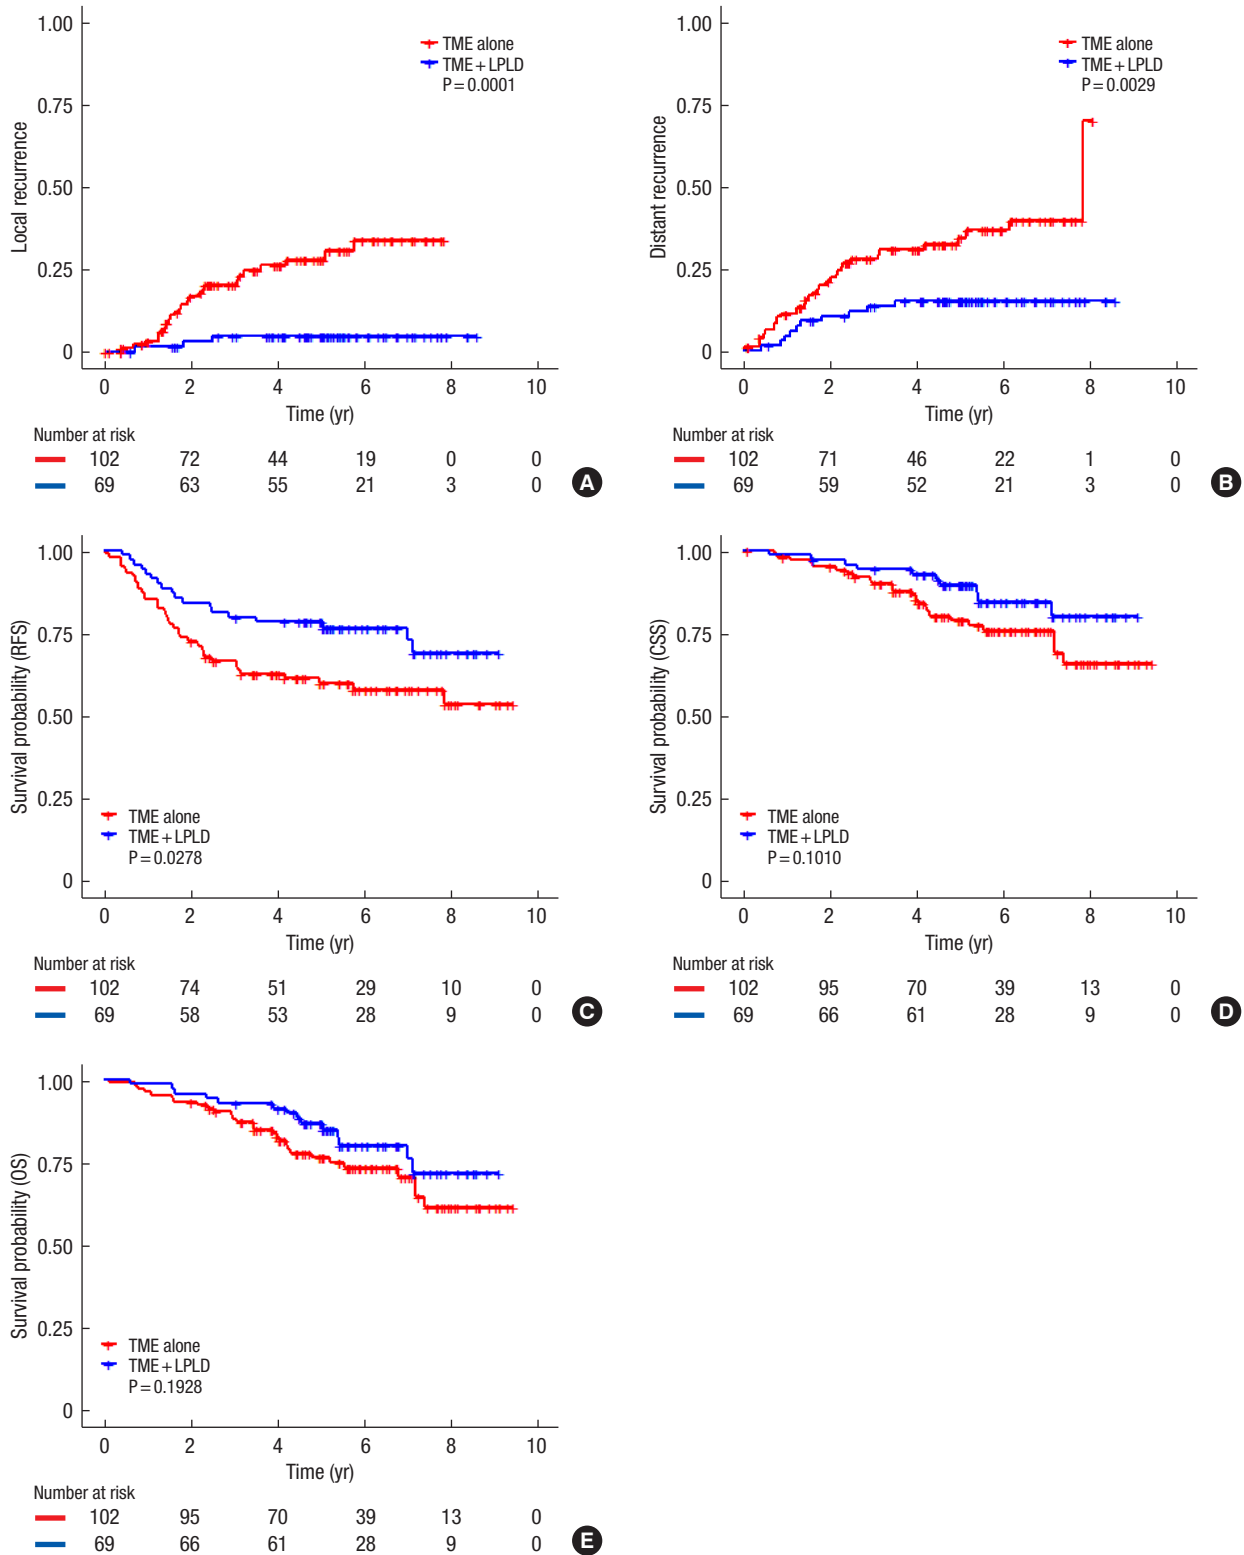 1.00
0.75
0.50
0.25
0
Local recurrence
TME alone
TME + LPLD
P = 0.0001
0 2 4 6 8 10
Time (yr)
Number at risk
102 72 44 19 0 0
69 63 55 21 3 0
A
1.00
0.75
0.50
0.25
0
Distant recurrence
TME alone
TME + LPLD
P = 0.0029
0 2 4 6 8 10
Time (yr)
Number at risk
102 71 46 22 1 0
69 59 52 21 3 0
B
1.00
0.75
0.50
0.25
0
Survival probability (RFS)
TME alone
TME + LPLD
P = 0.0278
0 2 4 6 8 10
Time (yr)
Number at risk
102 74 51 29 10 0
69 58 53 28 9 0
C
1.00
0.75
0.50
0.25
0
Survival probability (CSS)
TME alone
TME + LPLD
P = 0.1010
0 2 4 6 8 10
Time (yr)
Number at risk
102 95 70 39 13 0
69 66 61 28 9 0
D
1.00
0.75
0.50
0.25
0
Survival probability (OS)
TME alone
TME + LPLD
P = 0.1928
0 2 4 6 8 10
Time (yr)
Number at risk
102 95 70 39 13 0
69 66 61 28 9 0
E